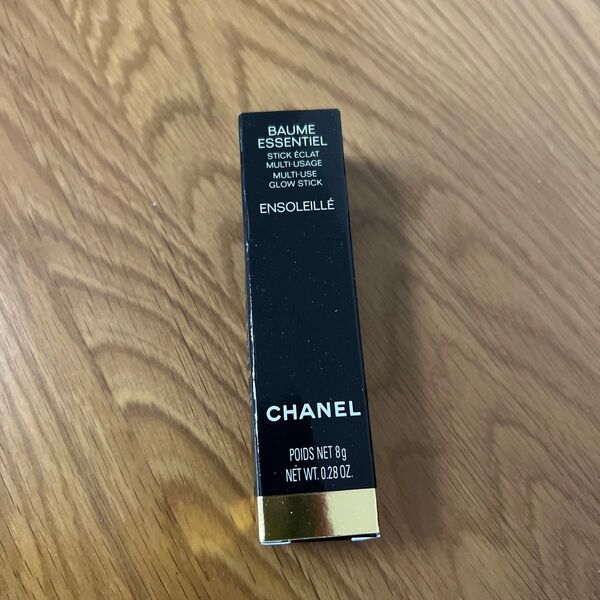 BAUME
ESSENTIEL
STICK ÉCLAT
MULTI-USAGE
MULTI-USE
GLOW STICK
ENSOLEILLÉ
CHANEL
POIDS NET 8g
NET WT. 0.28 OZ.